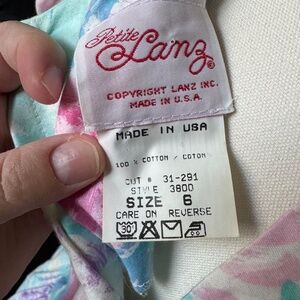 Petite
Lanz
COPYRIGHT LANZ INC.
MADE IN U.S.A.
MADE IN USA
100 % COTTON / COTON
CUT # 31-291
STYLE 3800
SIZE 6
CARE ON REVERSE
30